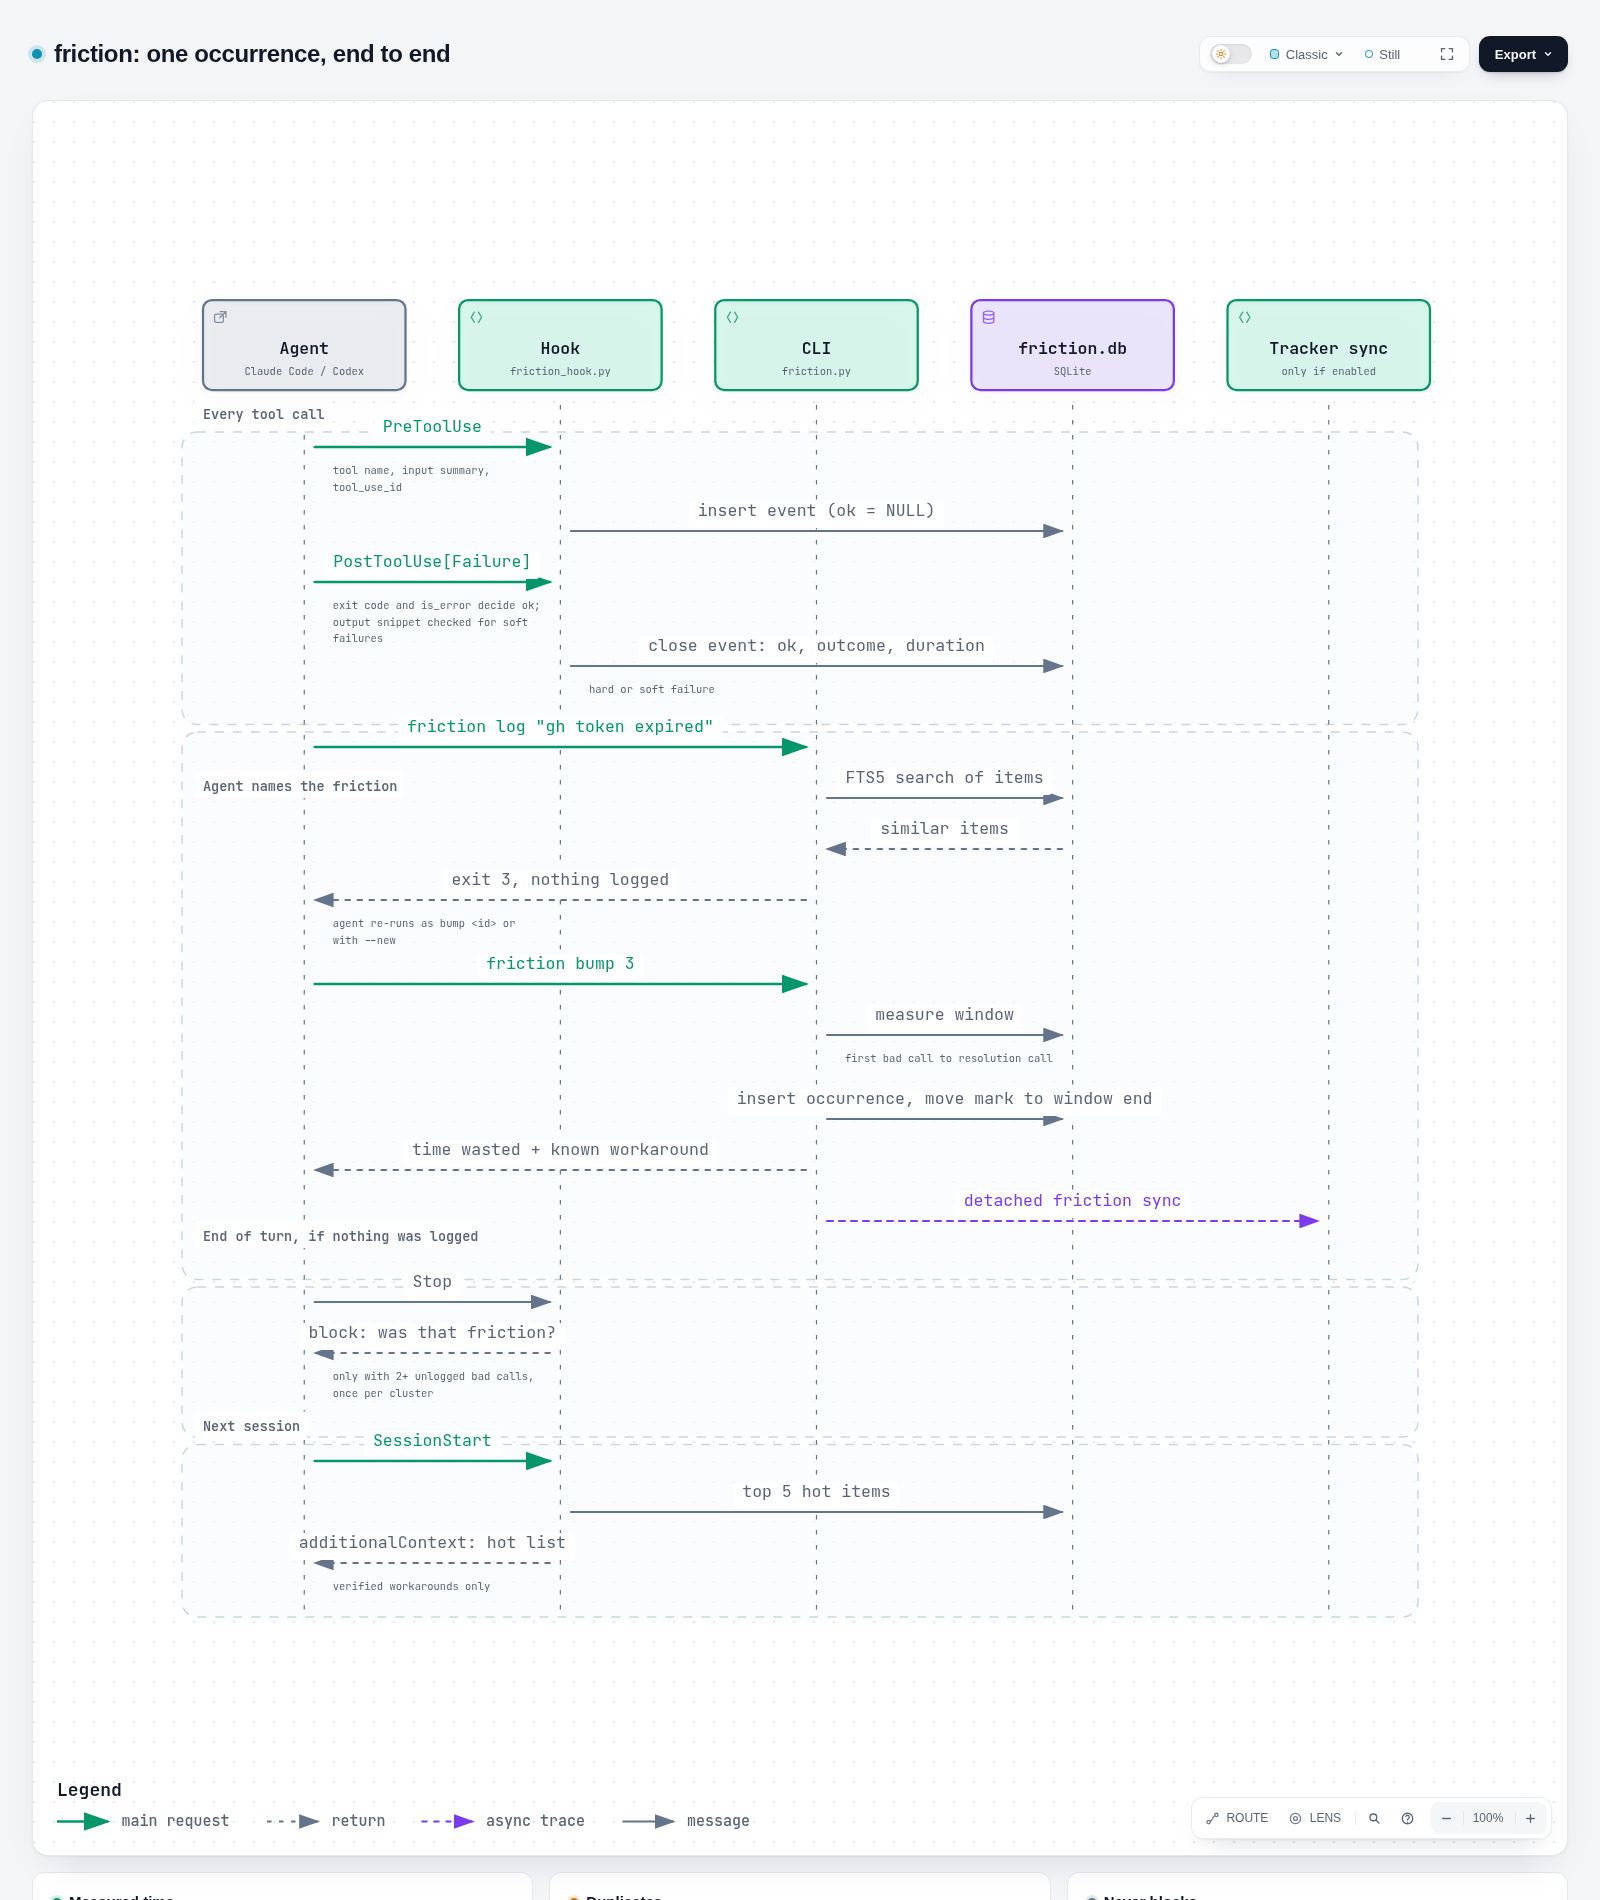 friction: one occurrence, end to end
Classic
Still
Export
Agent
Claude Code / Codex
Hook
friction_hook.py
CLI
friction.py
friction.db
SQLite
Tracker sync
only if enabled
Every tool call
PreToolUse
tool name, input summary,
tool_use_id
insert event (ok = NULL)
PostToolUse[Failure]
exit code and is_error decide ok;
output snippet checked for soft
failures
close event: ok, outcome, duration
hard or soft failure
friction log "gh token expired"
FTS5 search of items
Agent names the friction
similar items
exit 3, nothing logged
agent re-runs as bump <id> or
with --new
friction bump 3
measure window
first bad call to resolution call
insert occurrence, move mark to window end
time wasted + known workaround
detached friction sync
End of turn, if nothing was logged
Stop
block: was that friction?
only with 2+ unlogged bad calls,
once per cluster
Next session
SessionStart
top 5 hot items
additionalContext: hot list
verified workarounds only
Legend
main request
return
async trace
message
ROUTE
LENS
100%
Measured time
Duplicates
Never blocks